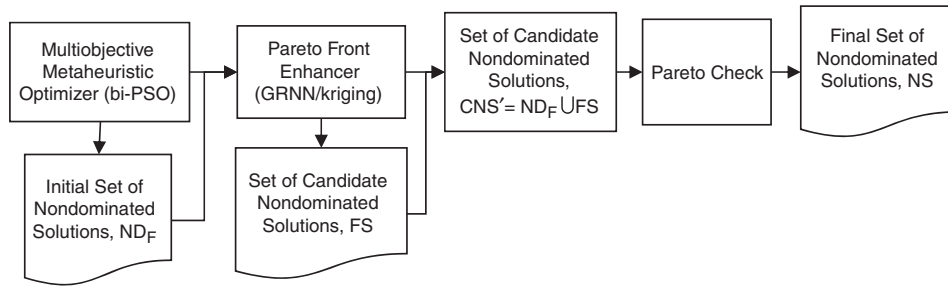 Multiobjective
Metaheuristic
Optimizer (bi-PSO)
Initial Set of
Nondominated
Solutions, ND_F
Pareto Front
Enhancer
(GRNN/kriging)
Set of Candidate
Nondominated
Solutions, FS
Set of Candidate
Nondominated
Solutions,
CNS′= ND_F ∪FS
Pareto Check
Final Set of
Nondominated
Solutions, NS